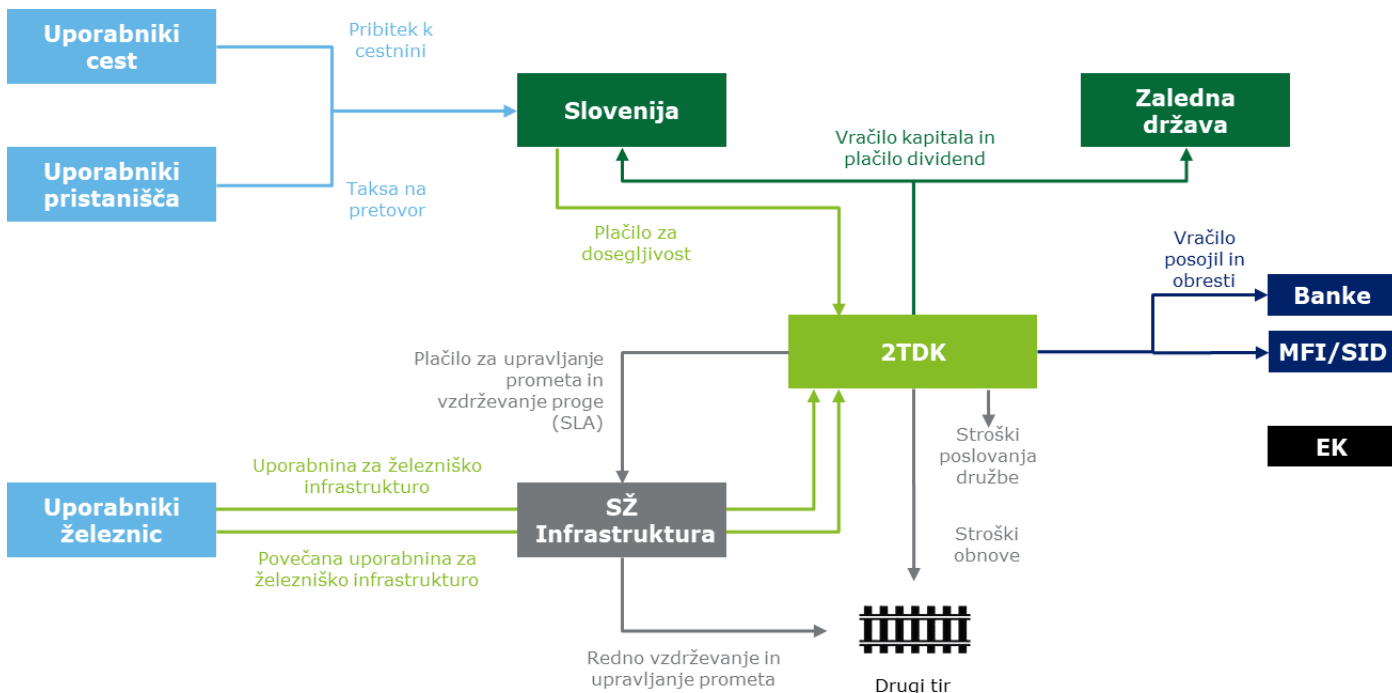 Uporabniki
cest
Pribitek k
cestnini
Slovenija
Zaledna
država
Vračilo kapitala in
plačilo dividend
Uporabniki
pristanišča
Taksa na
pretovor
Plačilo za
dosegljivost
Vračilo
posojil in
obresti
Banke
2TDK
MFI/SID
Plačilo za upravljanje
prometa in
vzdrževanje proge
(SLA)
Stroški
poslovanja
družbe
EK
Uporabnina za železniško
infrastrukturo
Uporabniki
železnic
SŽ
Infrastruktura
Stroški
obnove
Povečana uporabnina za
železniško infrastrukturo
Redno vzdrževanje in
upravljanje prometa
Drugi tir